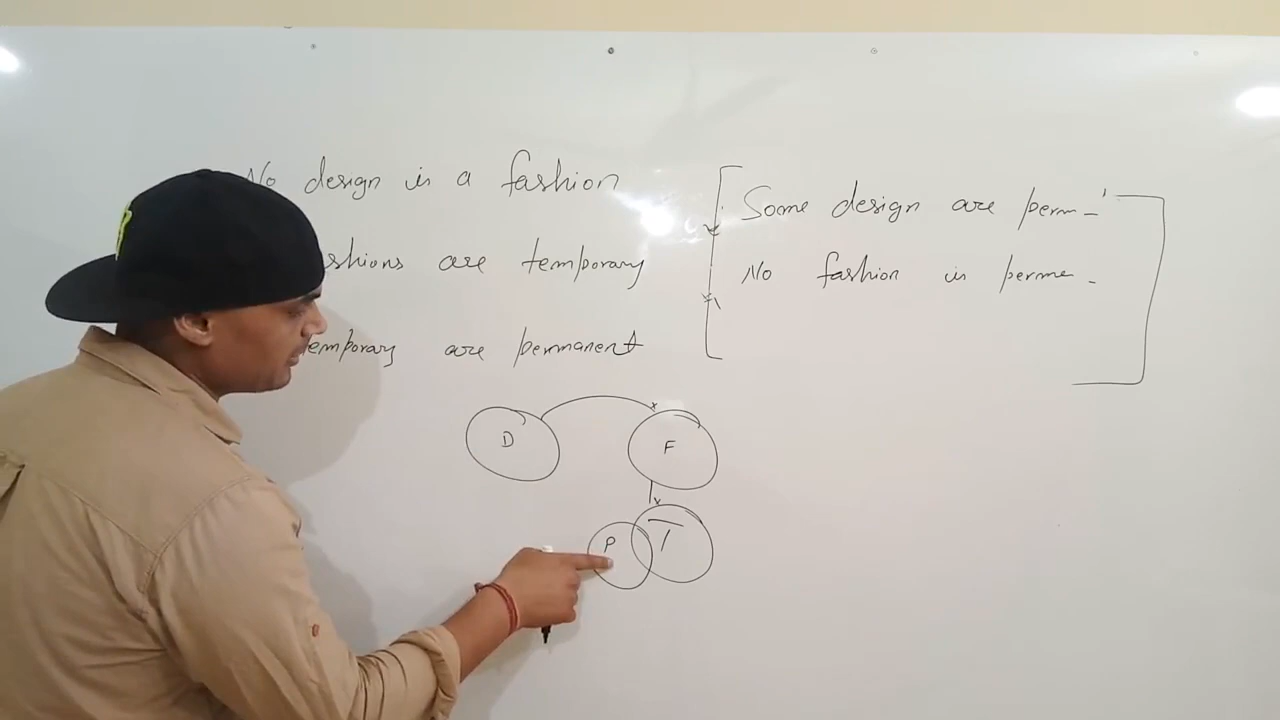 No design is a fashion
shions are temporary
emporary are permanent
Some design are perm-
No fashion is perme-
D
F
P
T